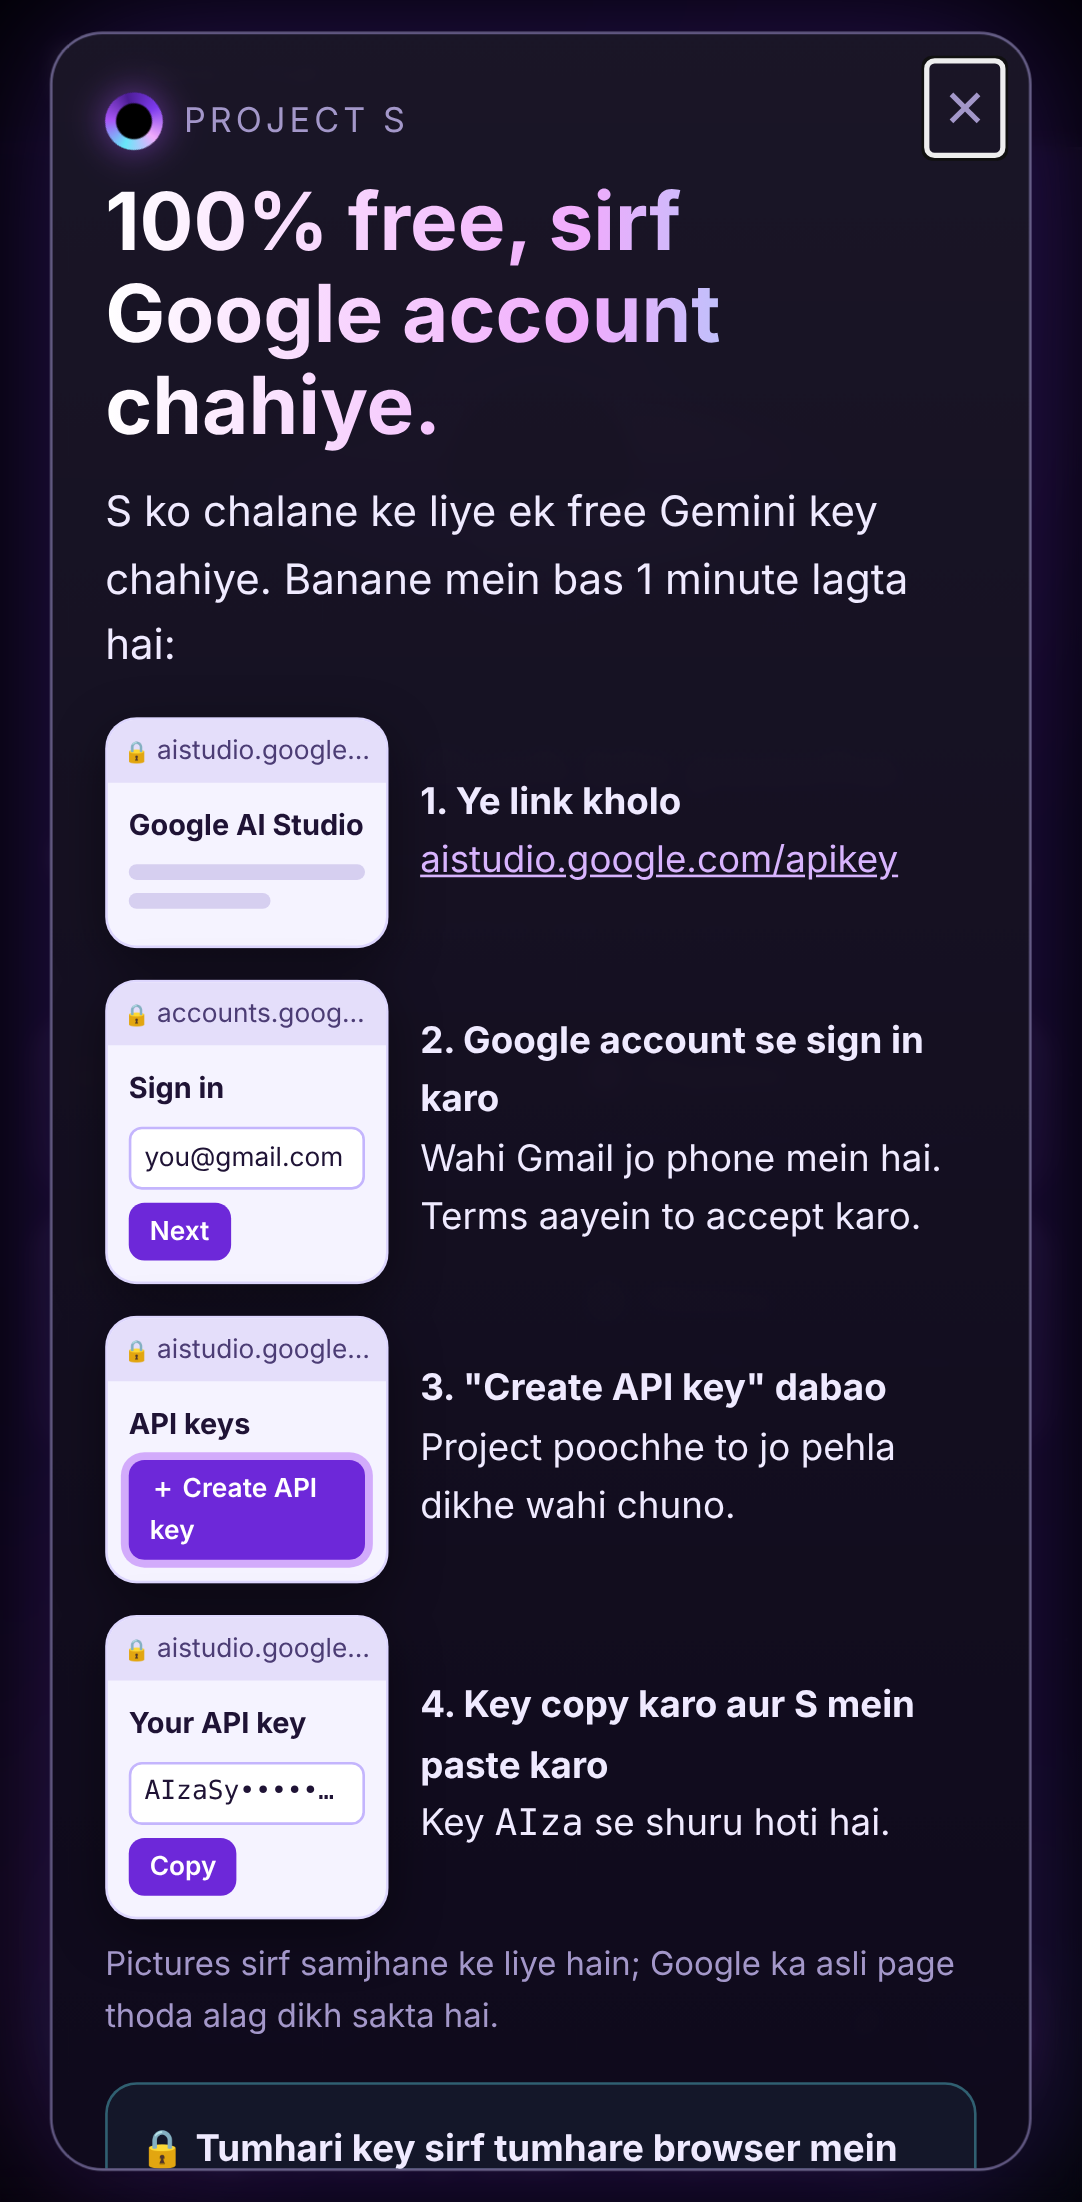 PROJECT S
100% free, sirf
Google account
chahiye.
S ko chalane ke liye ek free Gemini key
chahiye. Banane mein bas 1 minute lagta
hai:
🔒 aistudio.google...
Google AI Studio
1. Ye link kholo
aistudio.google.com/apikey
🔒 accounts.goog...
Sign in
you@gmail.com
Next
2. Google account se sign in
karo
Wahi Gmail jo phone mein hai.
Terms aayein to accept karo.
🔒 aistudio.google...
API keys
+ Create API
key
3. "Create API key" dabao
Project poochhe to jo pehla
dikhe wahi chuno.
🔒 aistudio.google...
Your API key
AIzaSy•••••…
Copy
4. Key copy karo aur S mein
paste karo
Key AIza se shuru hoti hai.
Pictures sirf samjhane ke liye hain; Google ka asli page
thoda alag dikh sakta hai.
🔒 Tumhari key sirf tumhare browser mein